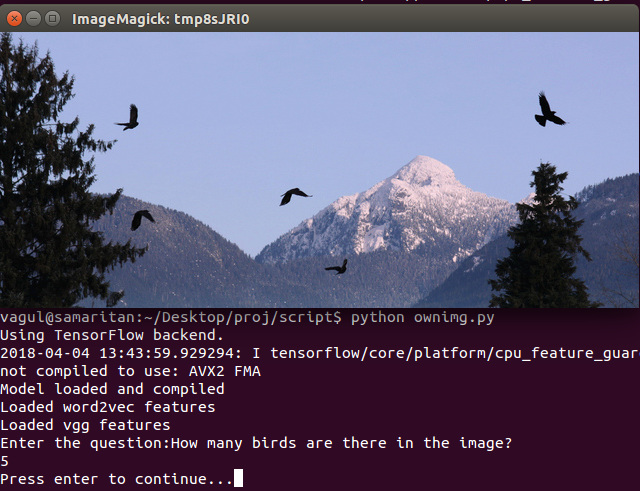 ImageMagick: tmp8sJRI0
vagul@samaritan:~/Desktop/proj/script$ python ownimg.py
Using TensorFlow backend.
2018-04-04 13:43:59.929294: I tensorflow/core/platform/cpu_feature_guar
not compiled to use: AVX2 FMA
Model loaded and compiled
Loaded word2vec features
Loaded vgg features
Enter the question:How many birds are there in the image?
5
Press enter to continue...